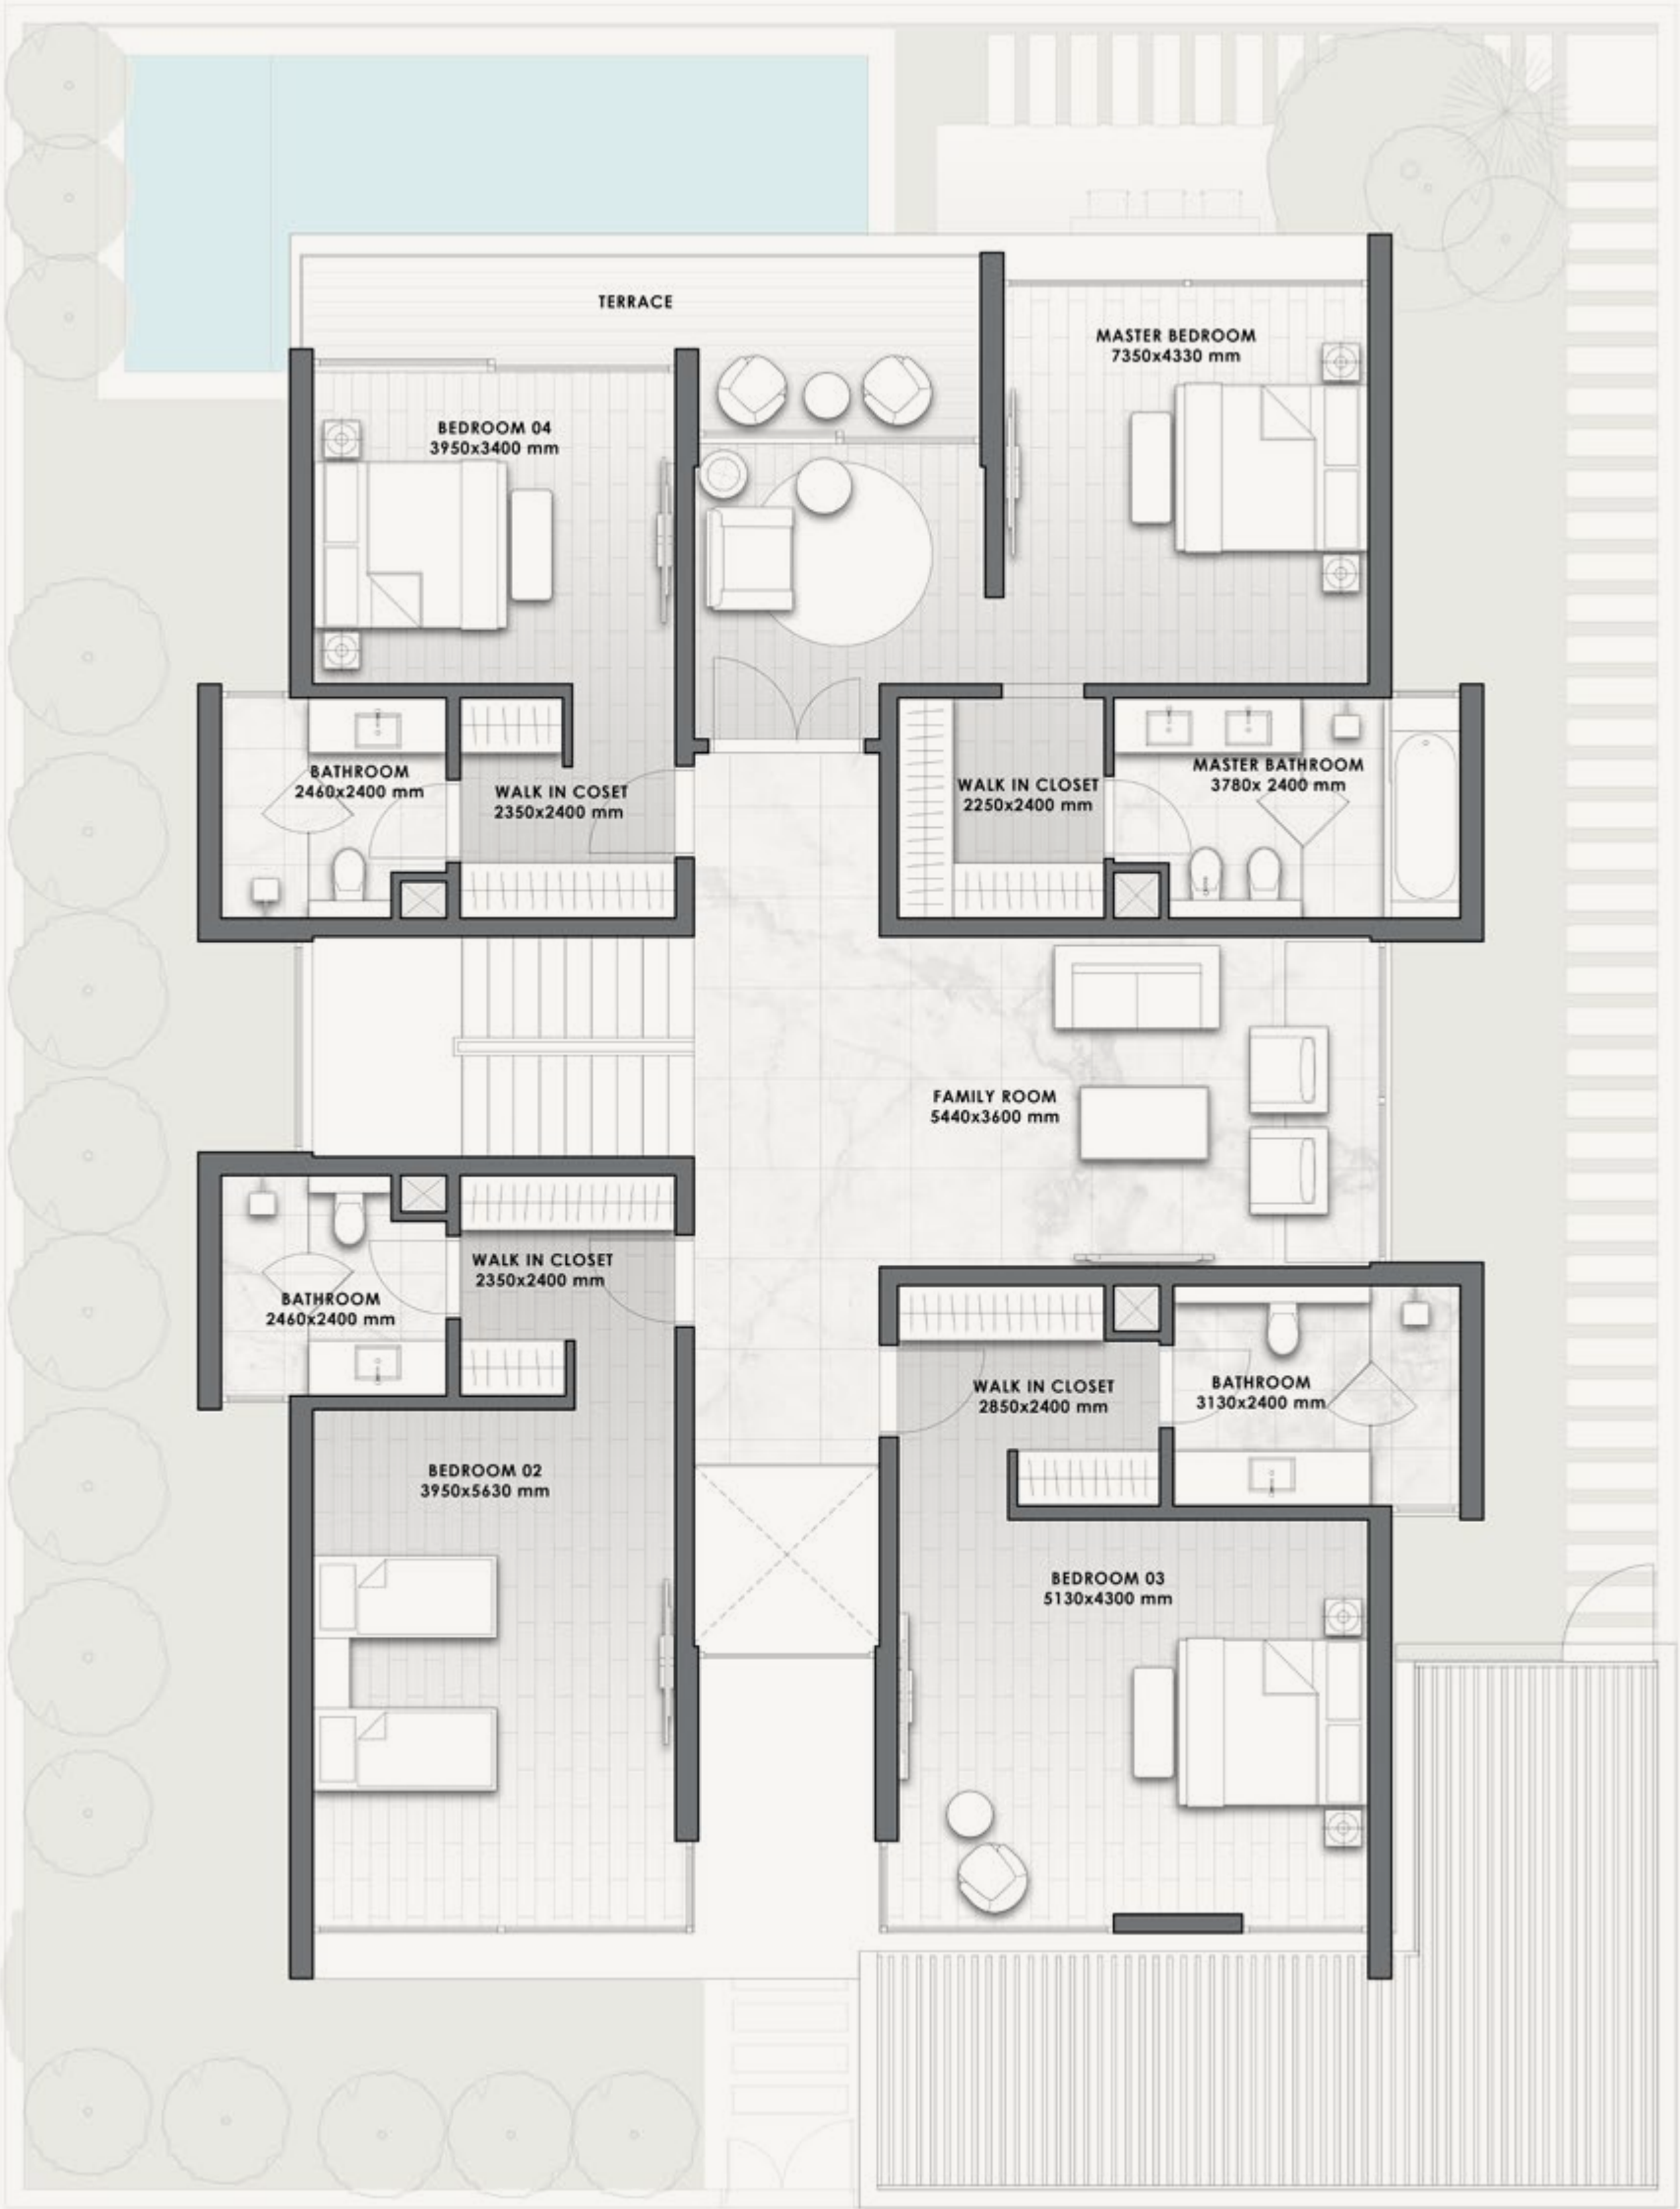 TERRACE
MASTER BEDROOM
7350x4330 mm
BEDROOM 04
3950x3400 mm
BATHROOM
2460x2400 mm
WALK IN COSET
2350x2400 mm
WALK IN CLOSET
2250x2400 mm
MASTER BATHROOM
3780x 2400 mm
FAMILY ROOM
5440x3600 mm
WALK IN CLOSET
2350x2400 mm
BATHROOM
2460x2400 mm
WALK IN CLOSET
2850x2400 mm
BATHROOM
3130x2400 mm
BEDROOM 02
3950x5630 mm
BEDROOM 03
5130x4300 mm